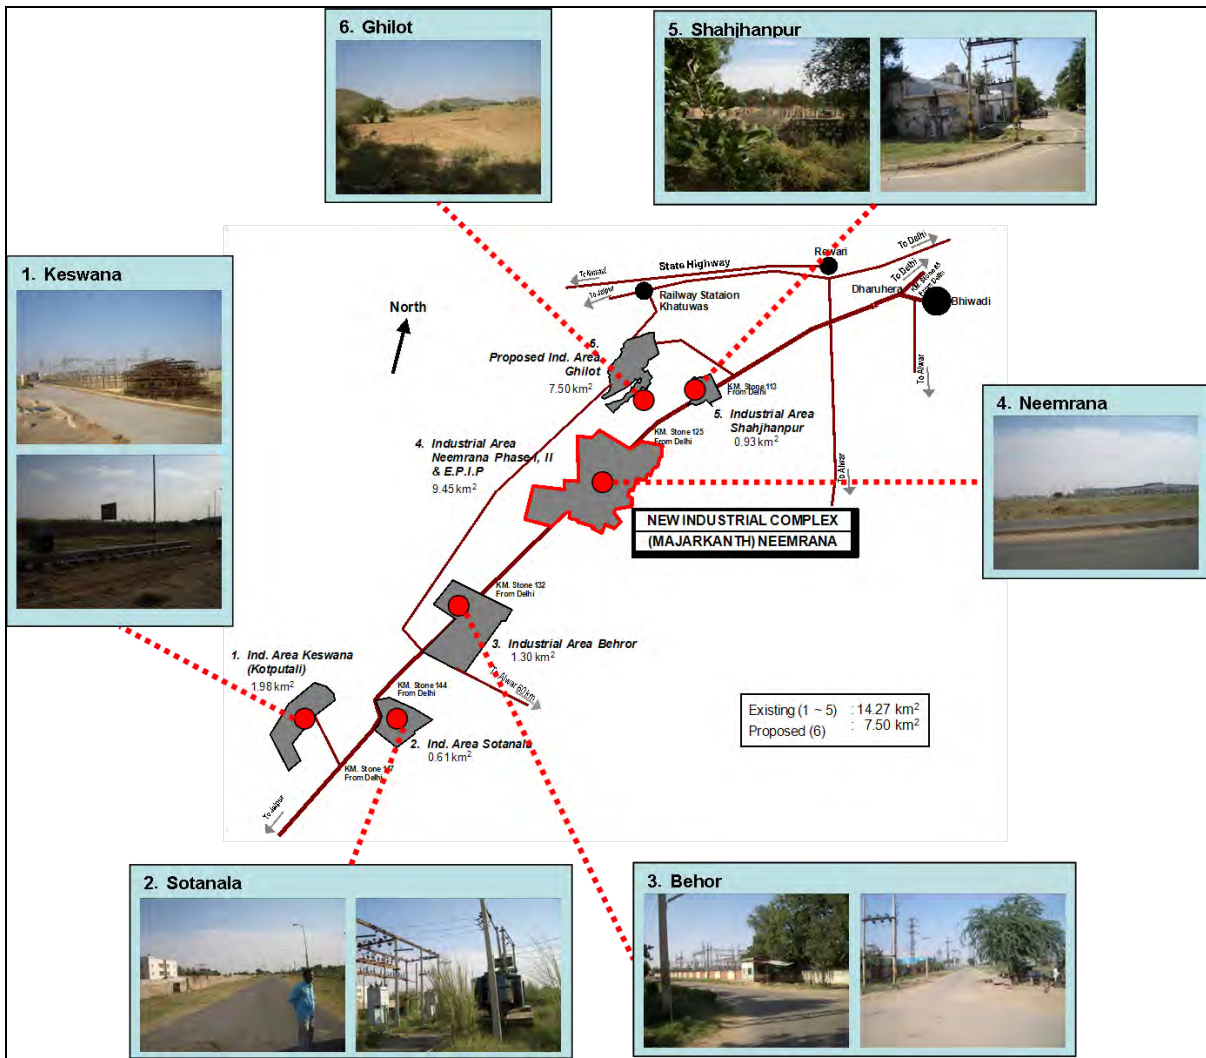 6. Ghilot
5. Shahjhanpur
1. Keswana
North
To Delhi
Rewari
State Highway
To Jaipur
Railway Stataion
Khatuwas
To Delhi
Dharuhera
From Delhi
Bhiwadi
To Alwar
6.
Proposed Ind. Area
Ghilot
7.50 km²
KM. Stone 113
From Delhi
5. Industrial Area
Shahjhanpur
0.93 km²
KM. Stone 125
From Delhi
4. Neemrana
4. Industrial Area
Neemrana Phase I, II
& E.P.I.P
9.45 km²
To Alwar
NEW INDUSTRIAL COMPLEX
(MAJARKANTH) NEEMRANA
KM. Stone 132
From Delhi
3. Industrial Area Behror
1.30 km²
To Alwar 60 km
1. Ind. Area Keswana
(Kotputali)
1.98 km²
KM. Stone 144
From Delhi
2. Ind. Area Sotanala
0.61 km²
KM. Stone 147
From Delhi
To Jaipur
Existing (1 ~ 5) : 14.27 km²
Proposed (6) : 7.50 km²
2. Sotanala
3. Behor